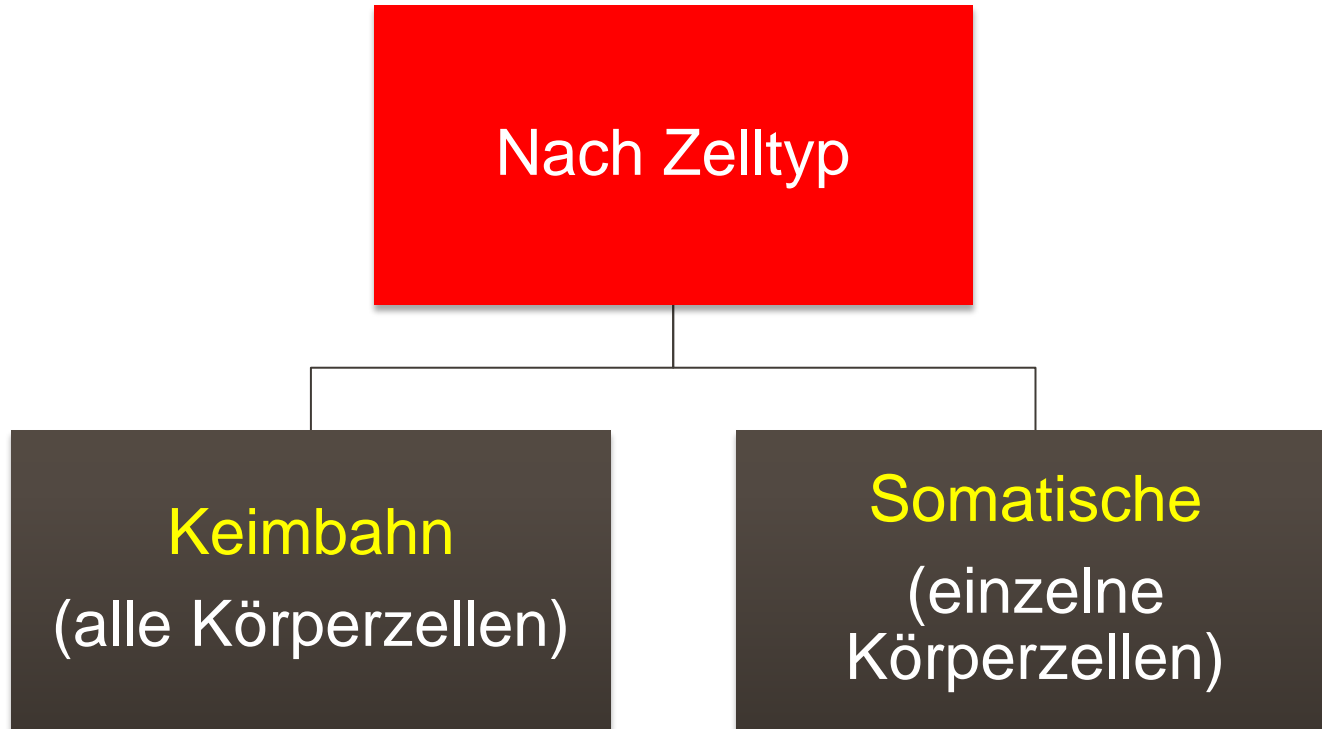 Nach Zelltyp
Keimbahn
(alle Körperzellen)
Somatische
(einzelne
Körperzellen)